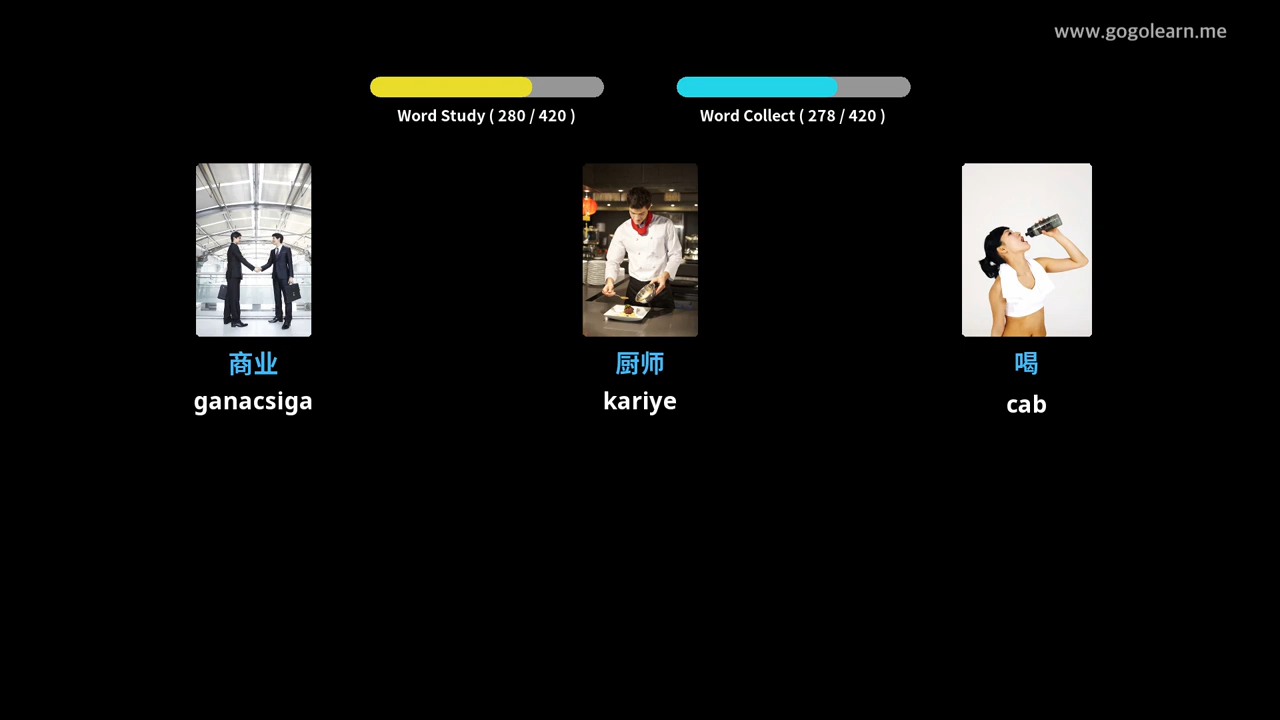 www.gogolearn.me
Word Study ( 280 / 420 )
Word Collect ( 278 / 420 )
商业
厨师
喝
ganacsiga
kariye
cab